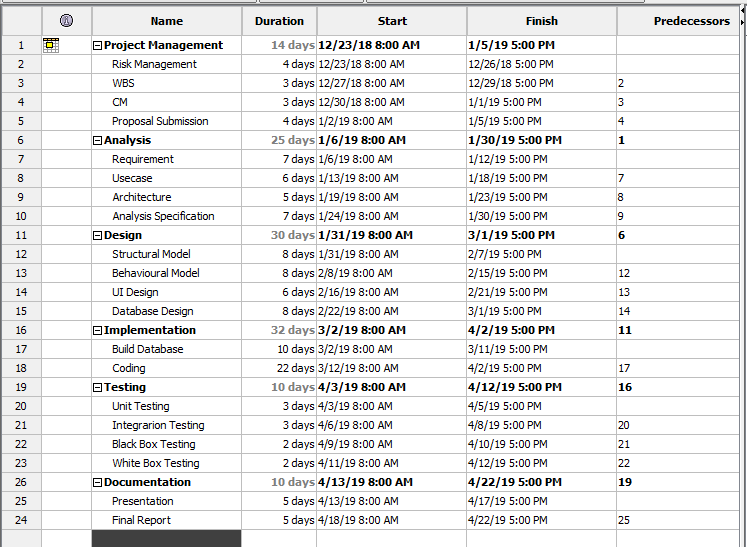 Name Duration Start Finish Predecessors
1 Project Management 14 days 12/23/18 8:00 AM 1/5/19 5:00 PM
2 Risk Management 4 days 12/23/18 8:00 AM 12/26/18 5:00 PM
3 WBS 3 days 12/27/18 8:00 AM 12/29/18 5:00 PM 2
4 CM 3 days 12/30/18 8:00 AM 1/1/19 5:00 PM 3
5 Proposal Submission 4 days 1/2/19 8:00 AM 1/5/19 5:00 PM 4
6 Analysis 25 days 1/6/19 8:00 AM 1/30/19 5:00 PM 1
7 Requirement 7 days 1/6/19 8:00 AM 1/12/19 5:00 PM
8 Usecase 6 days 1/13/19 8:00 AM 1/18/19 5:00 PM 7
9 Architecture 5 days 1/19/19 8:00 AM 1/23/19 5:00 PM 8
10 Analysis Specification 7 days 1/24/19 8:00 AM 1/30/19 5:00 PM 9
11 Design 30 days 1/31/19 8:00 AM 3/1/19 5:00 PM 6
12 Structural Model 8 days 1/31/19 8:00 AM 2/7/19 5:00 PM
13 Behavioural Model 8 days 2/8/19 8:00 AM 2/15/19 5:00 PM 12
14 UI Design 6 days 2/16/19 8:00 AM 2/21/19 5:00 PM 13
15 Database Design 8 days 2/22/19 8:00 AM 3/1/19 5:00 PM 14
16 Implementation 32 days 3/2/19 8:00 AM 4/2/19 5:00 PM 11
17 Build Database 10 days 3/2/19 8:00 AM 3/11/19 5:00 PM
18 Coding 22 days 3/12/19 8:00 AM 4/2/19 5:00 PM 17
19 Testing 10 days 4/3/19 8:00 AM 4/12/19 5:00 PM 16
20 Unit Testing 3 days 4/3/19 8:00 AM 4/5/19 5:00 PM
21 Integrarion Testing 3 days 4/6/19 8:00 AM 4/8/19 5:00 PM 20
22 Black Box Testing 2 days 4/9/19 8:00 AM 4/10/19 5:00 PM 21
23 White Box Testing 2 days 4/11/19 8:00 AM 4/12/19 5:00 PM 22
26 Documentation 10 days 4/13/19 8:00 AM 4/22/19 5:00 PM 19
25 Presentation 5 days 4/13/19 8:00 AM 4/17/19 5:00 PM
24 Final Report 5 days 4/18/19 8:00 AM 4/22/19 5:00 PM 25